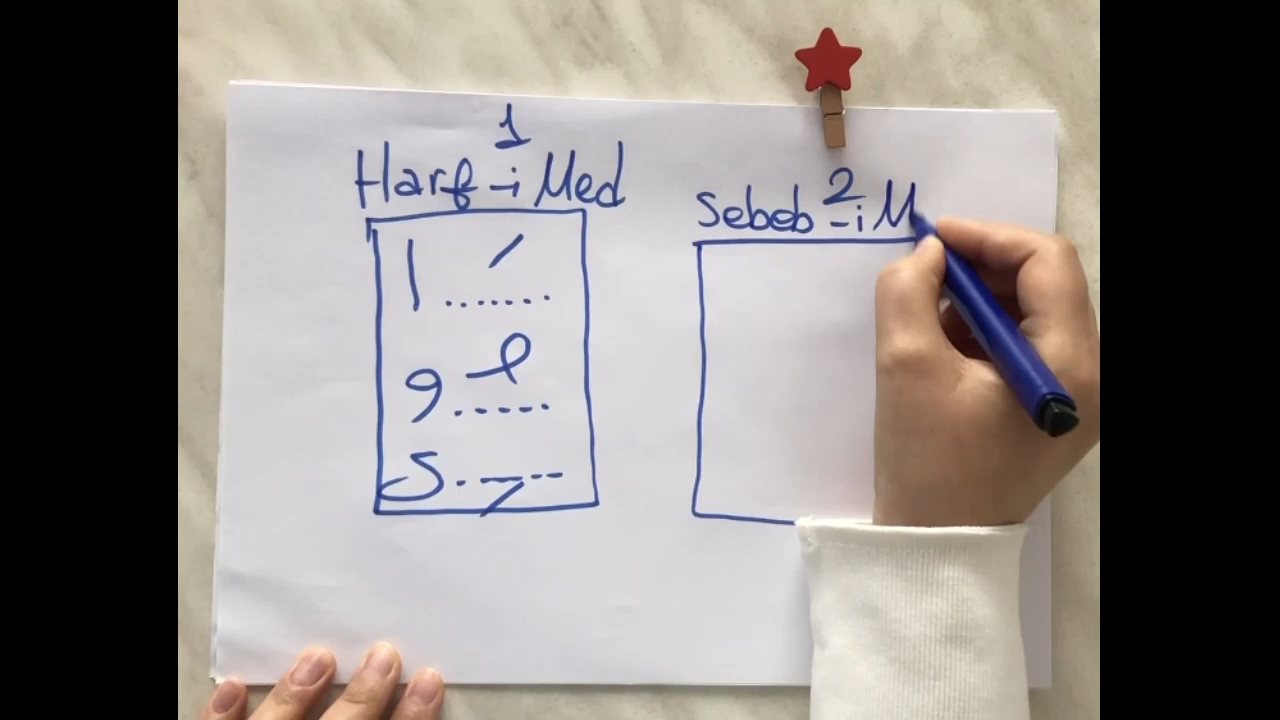 1
Harf-i Med
ا َ .......
و ُ .....
ى ِ .......
2
Sebeb-i M